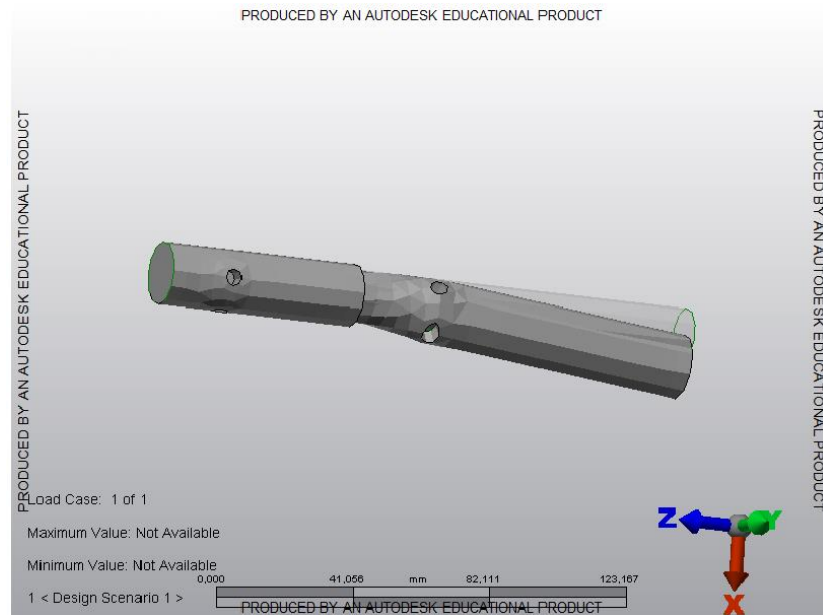 PRODUCED BY AN AUTODESK EDUCATIONAL PRODUCT
PRODUCED BY AN AUTODESK EDUCATIONAL PRODUCT
PRODUCED BY AN AUTODESK EDUCATIONAL PRODUCT
Load Case: 1 of 1
Maximum Value: Not Available
Minimum Value: Not Available
0,000 41,056 mm 82,111 123,167
1 < Design Scenario 1 >
PRODUCED BY AN AUTODESK EDUCATIONAL PRODUCT
Z
Y
X